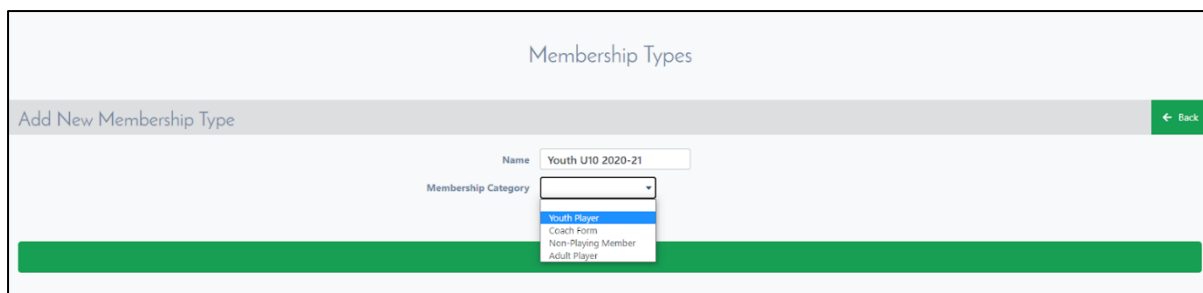 Membership Types
Add New Membership Type
← Back
Name Youth U10 2020-21
Membership Category
Youth Player
Coach Form
Non-Playing Member
Adult Player